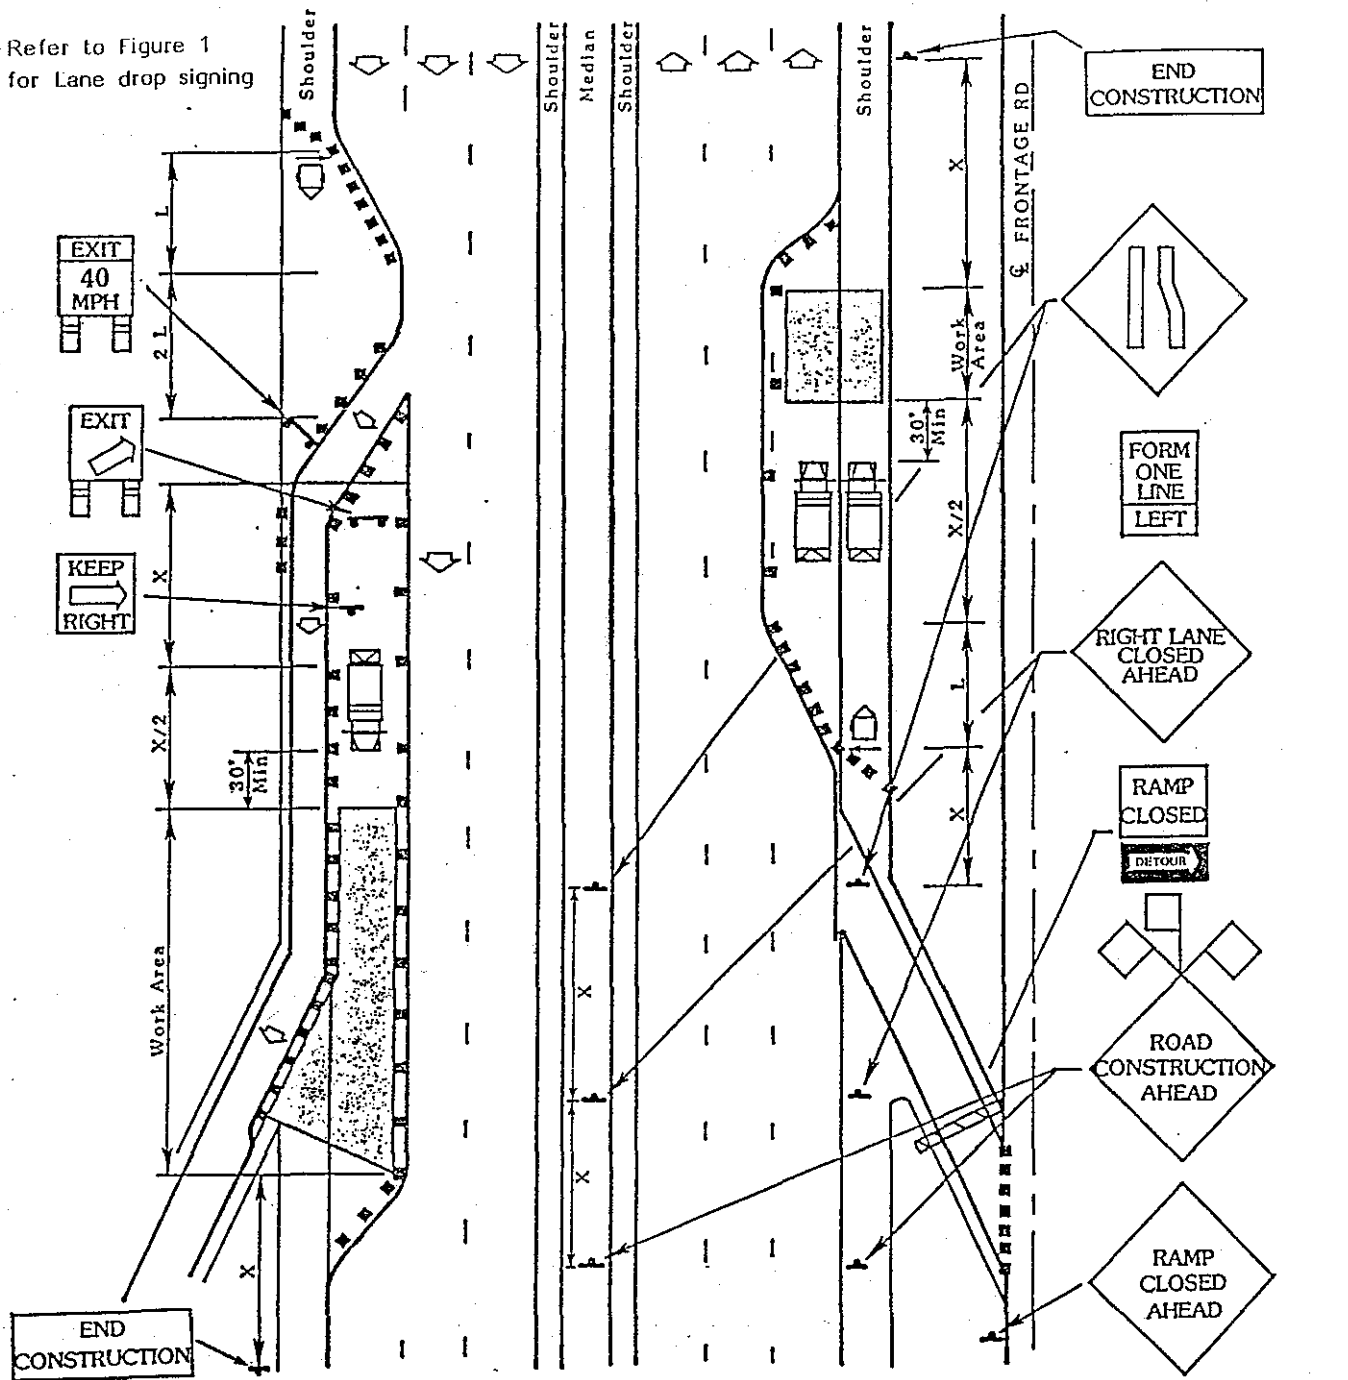 Refer to Figure 1
for Lane drop signing
Shoulder
Shoulder
Median
Shoulder
Shoulder
END
CONSTRUCTION
X
℄ FRONTAGE RD
L
EXIT
40
MPH
2 L
Work
Area
30'
Min
EXIT
FORM
ONE
LINE
LEFT
X/2
KEEP
RIGHT
X
RIGHT LANE
CLOSED
AHEAD
L
X/2
30'
Min
X
RAMP
CLOSED
DETOUR
Work Area
X
ROAD
CONSTRUCTION
AHEAD
X
X
RAMP
CLOSED
AHEAD
END
CONSTRUCTION